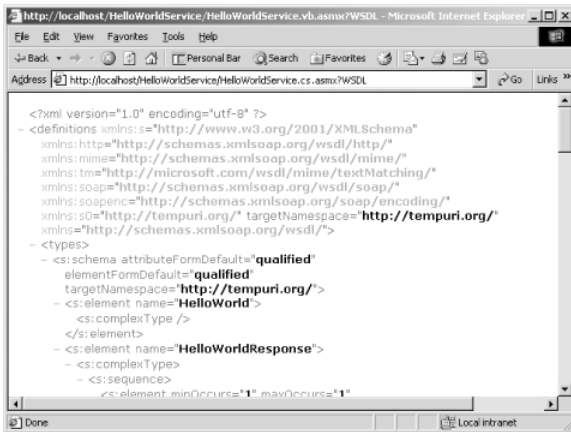 http://localhost/HelloWorldService/HelloWorldService.vb.asmx?WSDL - Microsoft Internet Explorer
File Edit View Favorites Tools Help
Back Personal Bar Search Favorites
Address http://localhost/HelloWorldService/HelloWorldService.cs.asmx?WSDL Go Links »
<?xml version="1.0" encoding="utf-8" ?>
- <definitions xmlns:s="http://www.w3.org/2001/XMLSchema"
xmlns:http="http://schemas.xmlsoap.org/wsdl/http/"
xmlns:mime="http://schemas.xmlsoap.org/wsdl/mime/"
xmlns:tm="http://microsoft.com/wsdl/mime/textMatching/"
xmlns:soap="http://schemas.xmlsoap.org/wsdl/soap/"
xmlns:soapenc="http://schemas.xmlsoap.org/soap/encoding/"
xmlns:s0="http://tempuri.org/" targetNamespace="http://tempuri.org/"
xmlns="http://schemas.xmlsoap.org/wsdl/">
- <types>
- <s:schema attributeFormDefault="qualified"
elementFormDefault="qualified"
targetNamespace="http://tempuri.org/">
- <s:element name="HelloWorld">
<s:complexType />
</s:element>
- <s:element name="HelloWorldResponse">
- <s:complexType>
- <s:sequence>
<s:element minOccurs="1" maxOccurs="1"
Done Local intranet